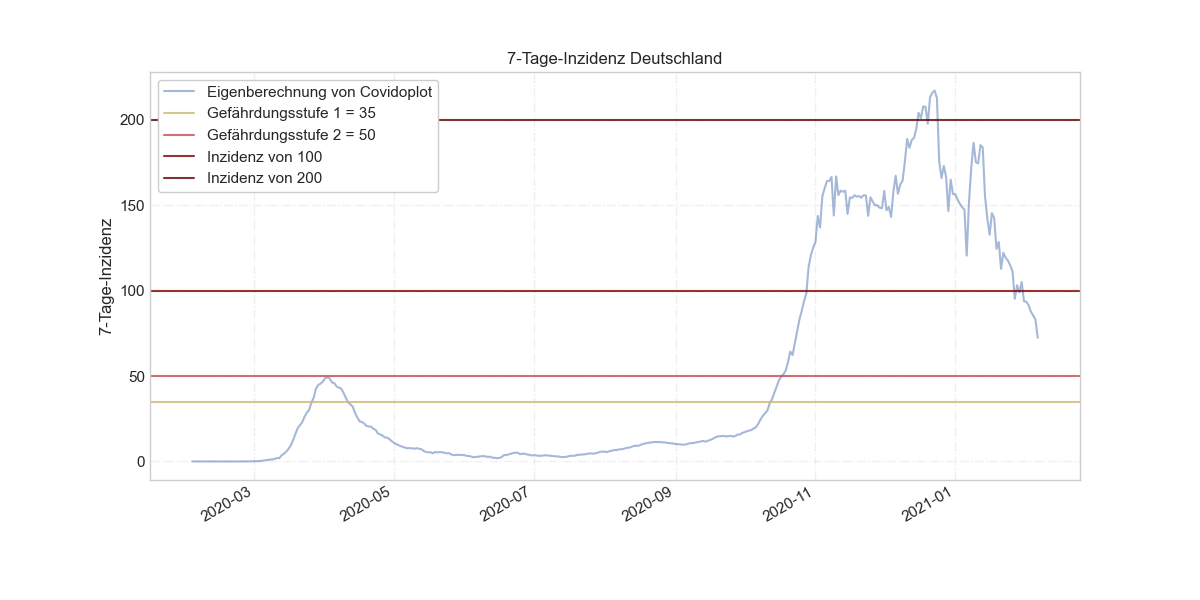 7-Tage-Inzidenz Deutschland
Eigenberechnung von Covidoplot
Gefährdungsstufe 1 = 35
Gefährdungsstufe 2 = 50
Inzidenz von 100
Inzidenz von 200
7-Tage-Inzidenz
200
150
100
50
0
2020-03
2020-05
2020-07
2020-09
2020-11
2021-01